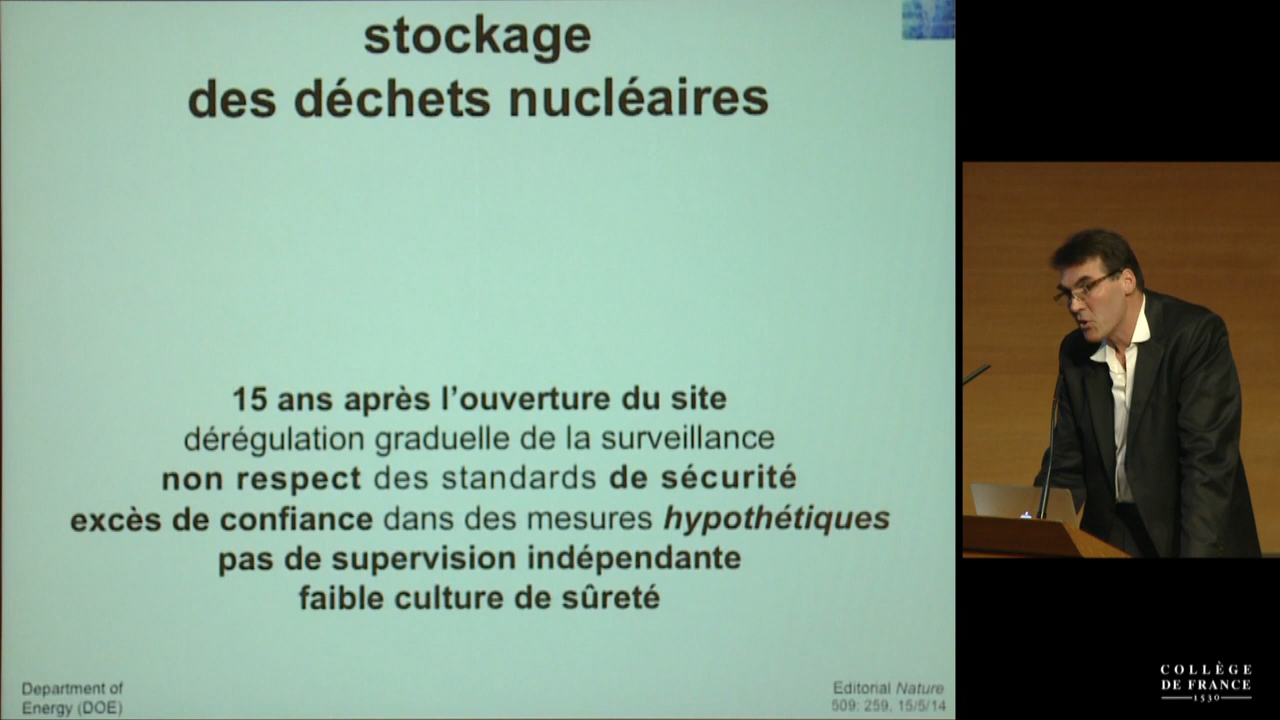 stockage
des déchets nucléaires
15 ans après l’ouverture du site
dérégulation graduelle de la surveillance
non respect des standards de sécurité
excès de confiance dans des mesures hypothétiques
pas de supervision indépendante
faible culture de sûreté
Department of
Energy (DOE)
Editorial Nature
509: 259, 15/5/14
COLLÈGE
DE FRANCE
1530